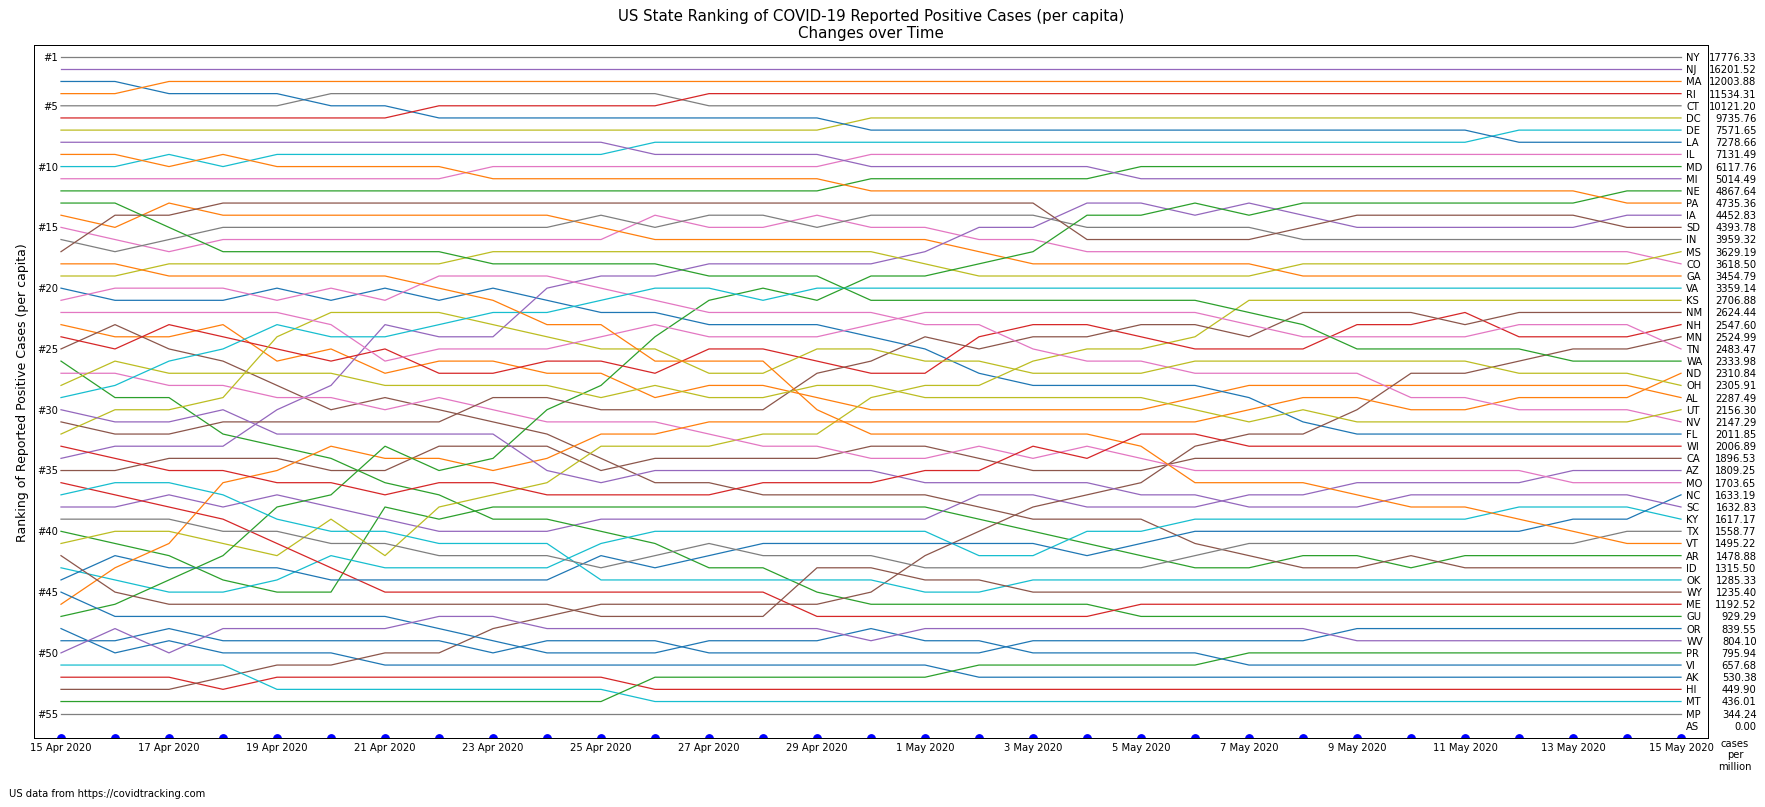 US State Ranking of COVID-19 Reported Positive Cases (per capita)
Changes over Time
Ranking of Reported Positive Cases (per capita)
#1
#5
#10
#15
#20
#25
#30
#35
#40
#45
#50
#55
NY 17776.33
NJ 16201.52
MA 12003.88
RI 11534.31
CT 10121.20
DC 9735.76
DE 7571.65
LA 7278.66
IL 7131.49
MD 6117.76
MI 5014.49
NE 4867.64
PA 4735.36
IA 4452.83
SD 4393.78
IN 3959.32
MS 3629.19
CO 3618.50
GA 3454.79
VA 3359.14
KS 2706.88
NM 2624.44
NH 2547.60
MN 2524.99
TN 2483.47
WA 2333.98
ND 2310.84
OH 2305.91
AL 2287.49
UT 2156.30
NV 2147.29
FL 2011.85
WI 2006.89
CA 1896.53
AZ 1809.25
MO 1703.65
NC 1633.19
SC 1632.83
KY 1617.17
TX 1558.77
VT 1495.22
AR 1478.88
ID 1315.50
OK 1285.33
WY 1235.40
ME 1192.52
GU 929.29
OR 839.55
WV 804.10
PR 795.94
VI 657.68
AK 530.38
HI 449.90
MT 436.01
MP 344.24
AS 0.00
15 Apr 2020 17 Apr 2020 19 Apr 2020 21 Apr 2020 23 Apr 2020 25 Apr 2020 27 Apr 2020 29 Apr 2020 1 May 2020 3 May 2020 5 May 2020 7 May 2020 9 May 2020 11 May 2020 13 May 2020 15 May 2020
cases
per
million
US data from https://covidtracking.com